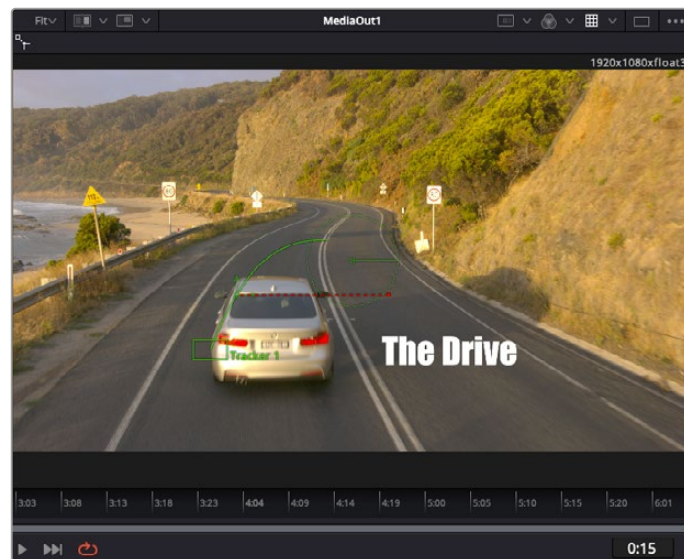 Fit
MediaOut1
1920x1080xfloat3
Tracker 1
The Drive
3:03 3:08 3:13 3:18 3:23 4:04 4:09 4:14 4:19 5:00 5:05 5:10 5:15 5:20 6:01
0:15